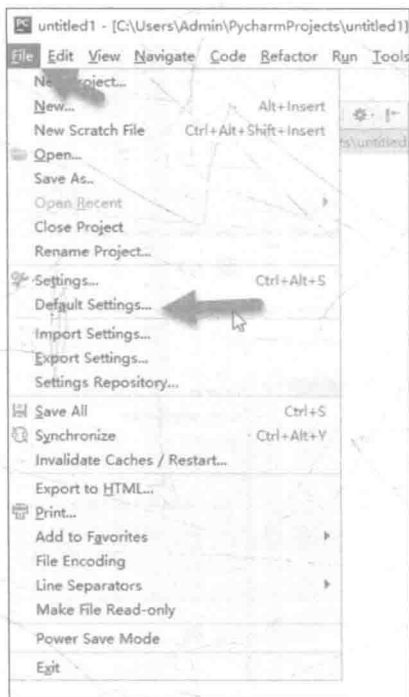 untitled1 - [C:\Users\Admin\PycharmProjects\untitled1]
File Edit View Navigate Code Refactor Run Tools
New Project...
New... Alt+Insert
New Scratch File Ctrl+Alt+Shift+Insert
Open...
Save As..
Open Recent
Close Project
Rename Project...
Settings... Ctrl+Alt+S
Default Settings...
Import Settings...
Export Settings...
Settings Repository...
Save All Ctrl+S
Synchronize Ctrl+Alt+Y
Invalidate Caches / Restart...
Export to HTML...
Print...
Add to Favorites
File Encoding
Line Separators
Make File Read-only
Power Save Mode
Exit